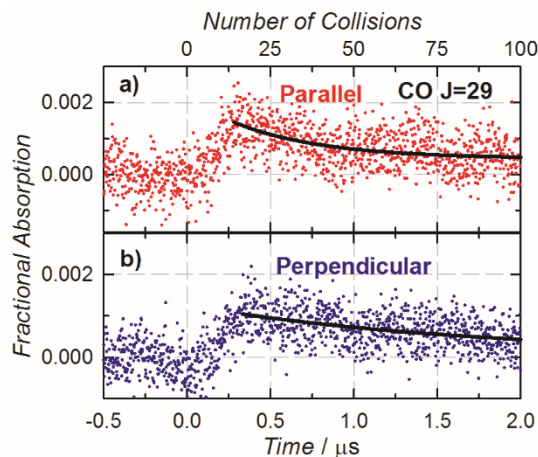 Number of Collisions
0 25 50 75 100
a) Parallel CO J=29
0.002
0.000
Fractional Absorption
b) Perpendicular
0.002
0.000
-0.5 0.0 0.5 1.0 1.5 2.0
Time / μs